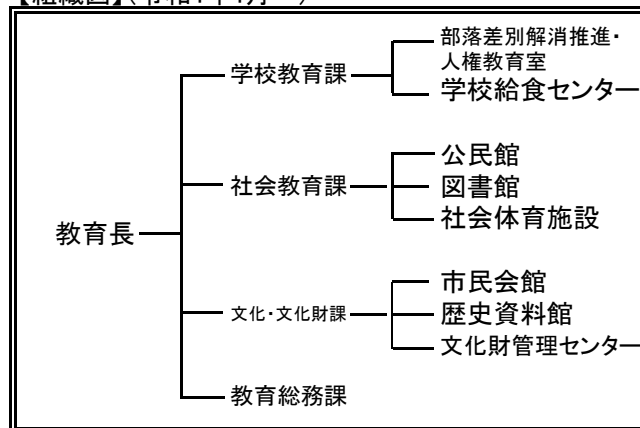 学校教育課
部落差別解消推進・
人権教育室
学校給食センター
社会教育課
公民館
図書館
社会体育施設
教育長
文化・文化財課
市民会館
歴史資料館
文化財管理センター
教育総務課